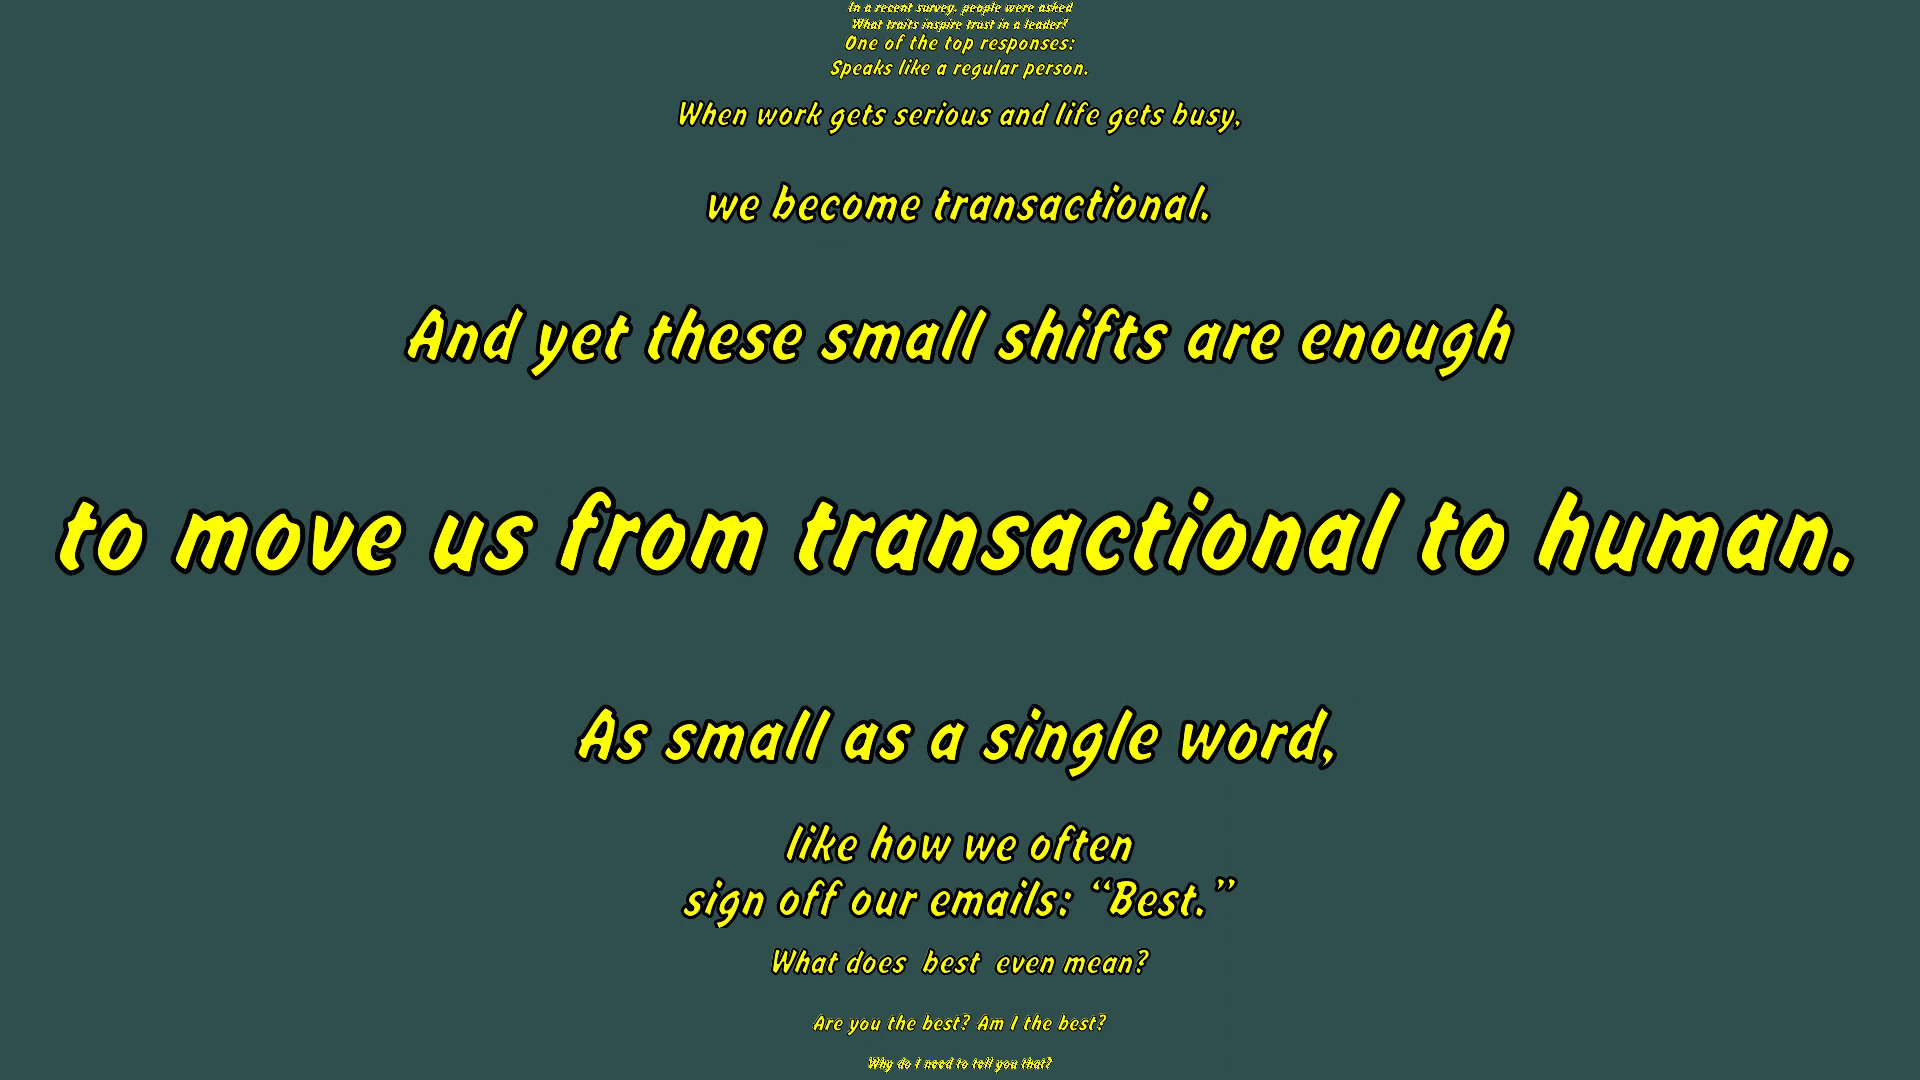 In a recent survey, people were asked
What traits inspire trust in a leader?
One of the top responses:
Speaks like a regular person.
When work gets serious and life gets busy,
we become transactional.
And yet these small shifts are enough
to move us from transactional to human.
As small as a single word,
like how we often
sign off our emails: “Best.”
What does best even mean?
Are you the best? Am I the best?
Why do I need to tell you that?